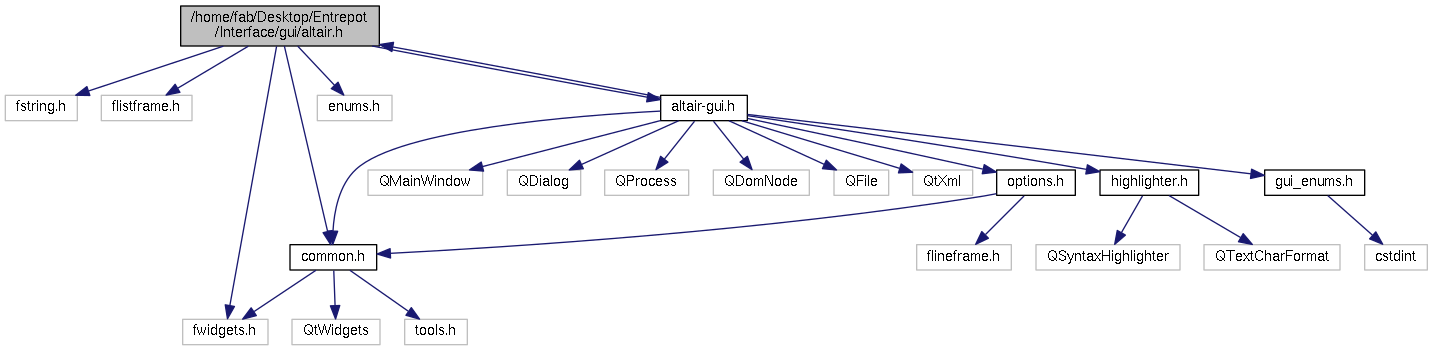 /home/fab/Desktop/Entrepot
/Interface/gui/altair.h
fstring.h
flistframe.h
enums.h
altair-gui.h
QMainWindow
QDialog
QProcess
QDomNode
QFile
QtXml
options.h
highlighter.h
gui_enums.h
common.h
flineframe.h
QSyntaxHighlighter
QTextCharFormat
cstdint
fwidgets.h
QtWidgets
tools.h